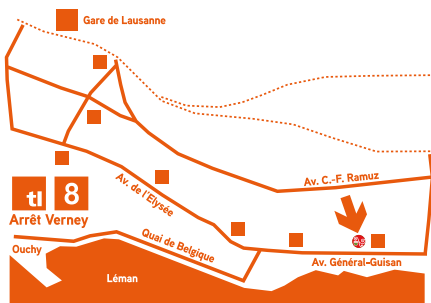 Gare de Lausanne
Av. C.-F. Ramuz
tl 8
Av. de l'Elysée
Arrêt Verney
Quai de Belgique
Ouchy
Av. Général-Guisan
Léman